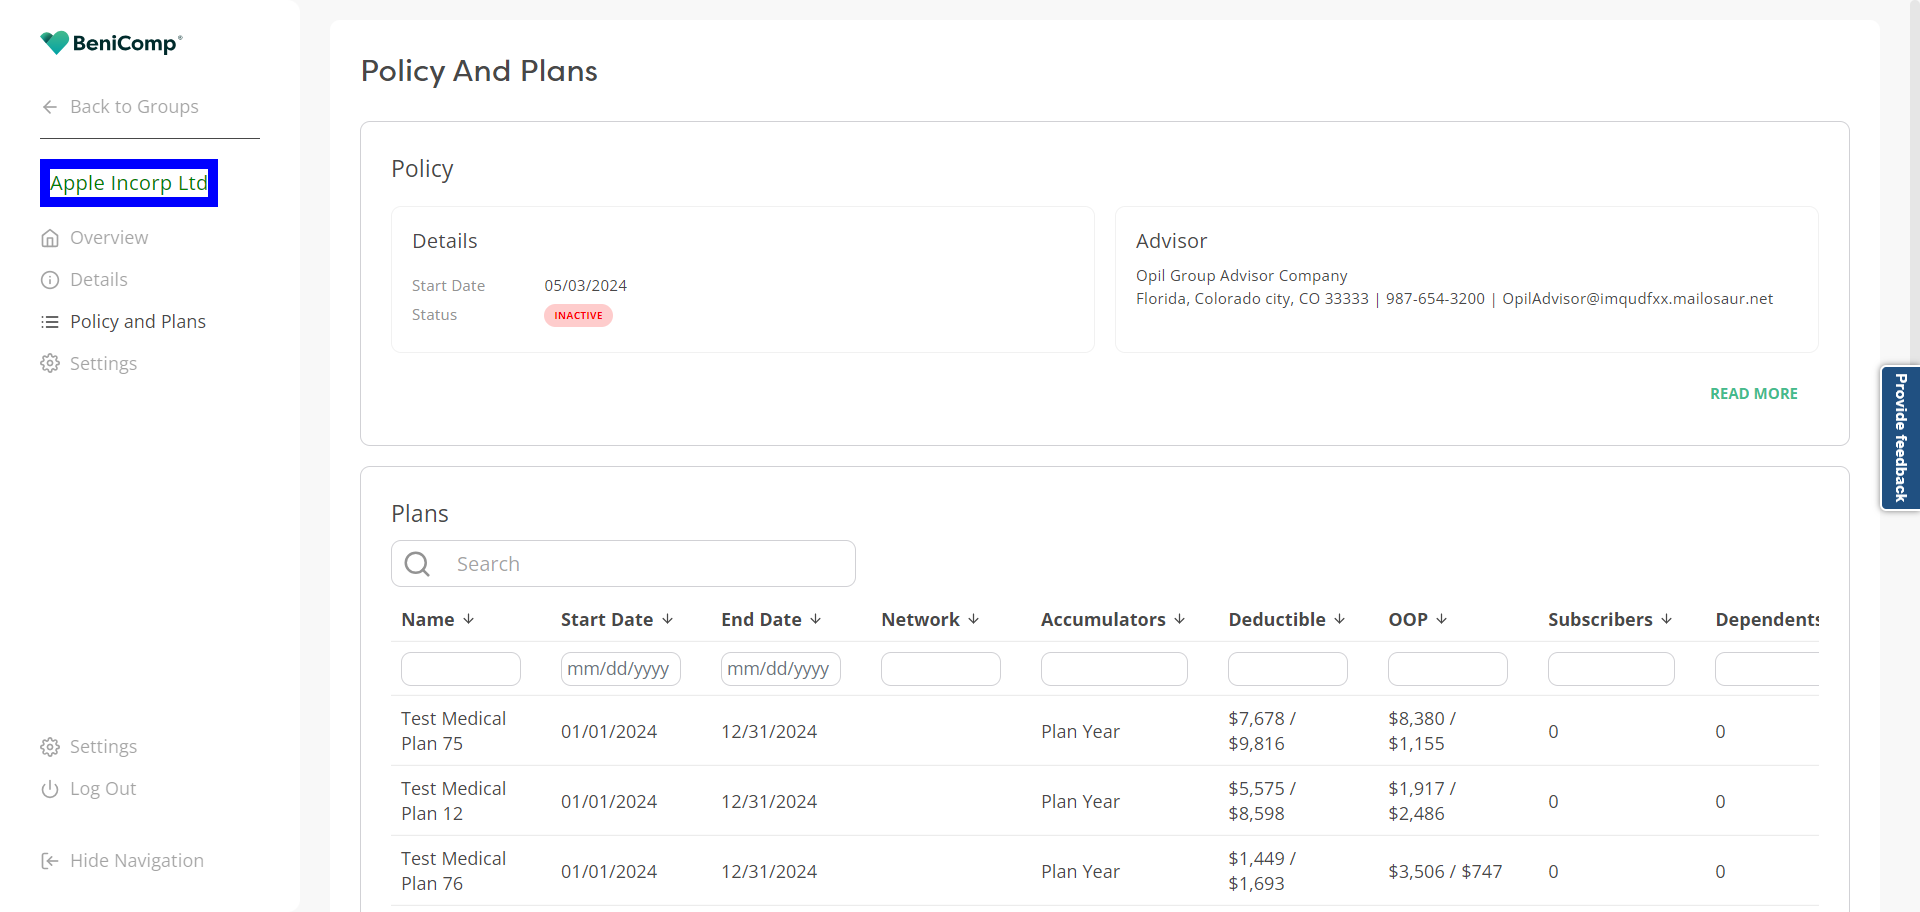 BeniComp®
Back to Groups
Apple Incorp Ltd
Overview
Details
Policy and Plans
Settings
Settings
Log Out
Hide Navigation
Policy And Plans
Policy
Details
Start Date 05/03/2024
Status INACTIVE
Advisor
Opil Group Advisor Company
Florida, Colorado city, CO 33333 | 987-654-3200 | OpilAdvisor@imqudfxx.mailosaur.net
READ MORE
Plans
Search
Name Start Date End Date Network Accumulators Deductible OOP Subscribers Dependents
mm/dd/yyyy mm/dd/yyyy
Test Medical Plan 75 01/01/2024 12/31/2024 Plan Year $7,678 / $9,816 $8,380 / $1,155 0 0
Test Medical Plan 12 01/01/2024 12/31/2024 Plan Year $5,575 / $8,598 $1,917 / $2,486 0 0
Test Medical Plan 76 01/01/2024 12/31/2024 Plan Year $1,449 / $1,693 $3,506 / $747 0 0
Provide feedback